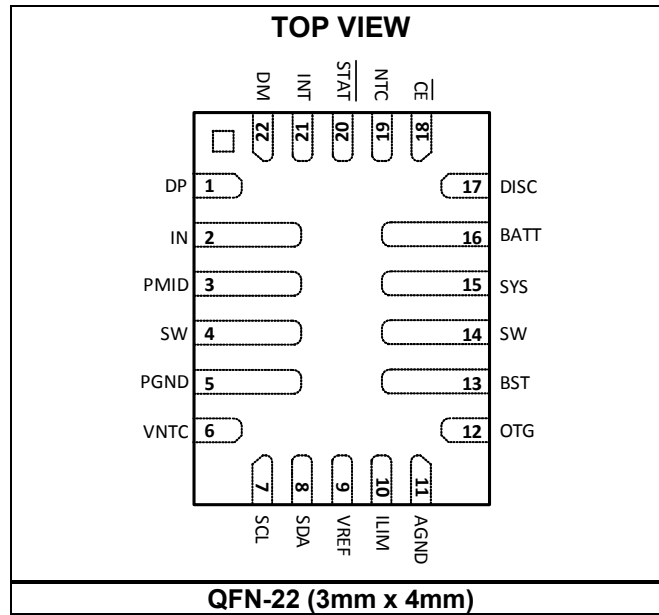 TOP VIEW
DM INT STAT NTC CE
22 21 20 19 18
DP 1 17 DISC
IN 2 16 BATT
PMID 3 15 SYS
SW 4 14 SW
PGND 5 13 BST
VNTC 6 12 OTG
7 8 9 10 11
SCL SDA VREF ILIM AGND
QFN-22 (3mm x 4mm)